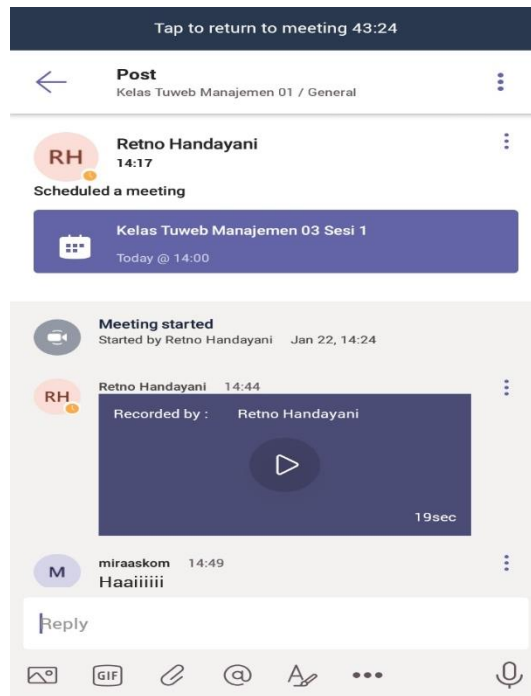 Tap to return to meeting 43:24
Post
Kelas Tuweb Manajemen 01 / General
RH
Retno Handayani
14:17
Scheduled a meeting
Kelas Tuweb Manajemen 03 Sesi 1
Today @ 14:00
Meeting started
Started by Retno Handayani Jan 22, 14:24
RH
Retno Handayani 14:44
Recorded by : Retno Handayani
19sec
M
miraaskom 14:49
Haaiiiiii
Reply
GIF